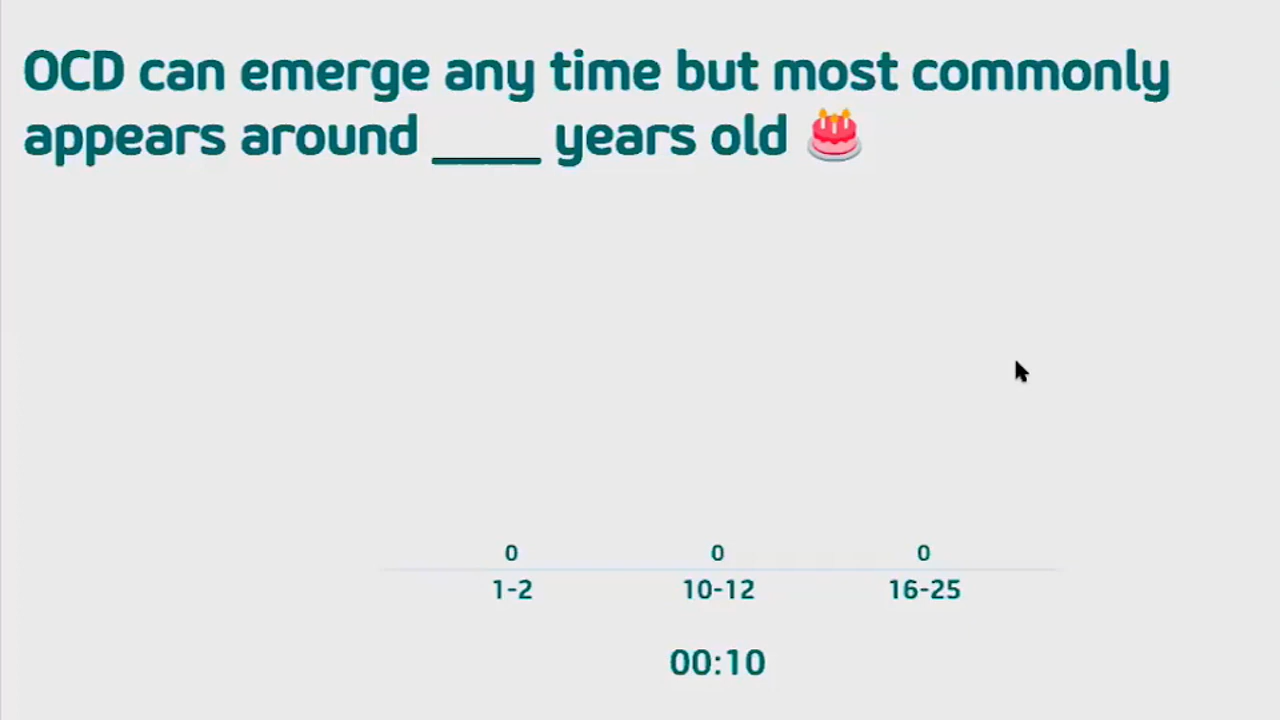 OCD can emerge any time but most commonly
appears around ____ years old 🎂
0 0 0
1-2 10-12 16-25
00:10